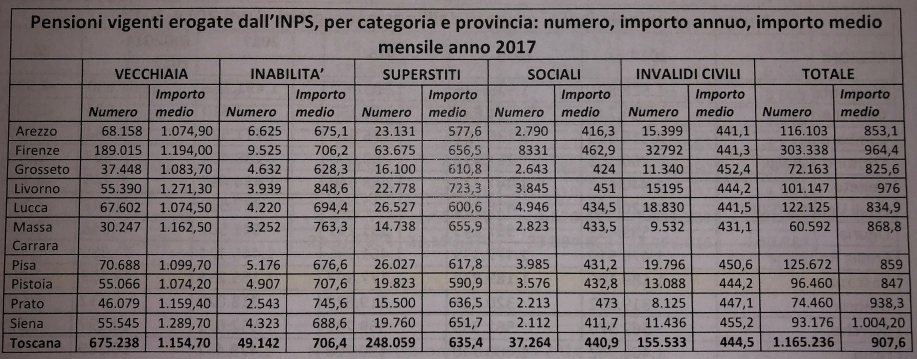 Pensioni vigenti erogate dall'INPS, per categoria e provincia: numero, importo annuo, importo medio
mensile anno 2017
VECCHIAIA INABILITA' SUPERSTITI SOCIALI INVALIDI CIVILI TOTALE
Numero Importo medio Numero Importo medio Numero Importo medio Numero Importo medio Numero Importo medio Numero Importo medio
Arezzo 68.158 1.074,90 6.625 675,1 23.131 577,6 2.790 416,3 15.399 441,1 116.103 853,1
Firenze 189.015 1.194,00 9.525 706,2 63.675 656,5 8331 462,9 32792 441,3 303.338 964,4
Grosseto 37.448 1.083,70 4.632 628,3 16.100 610,8 2.643 424 11.340 452,4 72.163 825,6
Livorno 55.390 1.271,30 3.939 848,6 22.778 723,3 3.845 451 15195 444,2 101.147 976
Lucca 67.602 1.074,50 4.220 694,4 26.527 600,6 4.946 434,5 18.830 441,5 122.125 834,9
Massa 30.247 1.162,50 3.252 763,3 14.738 655,9 2.823 433,5 9.532 431,1 60.592 868,8
Carrara
Pisa 70.688 1.099,70 5.176 676,6 26.027 617,8 3.985 431,2 19.796 450,6 125.672 859
Pistoia 55.066 1.074,20 4.907 707,6 19.823 590,9 3.576 432,8 13.088 444,2 96.460 847
Prato 46.079 1.159,40 2.543 745,6 15.500 636,5 2.213 473 8.125 447,1 74.460 938,3
Siena 55.545 1.289,70 4.323 688,6 19.760 651,7 2.112 411,7 11.436 455,2 93.176 1.004,20
Toscana 675.238 1.154,70 49.142 706,4 248.059 635,4 37.264 440,9 155.533 444,5 1.165.236 907,6